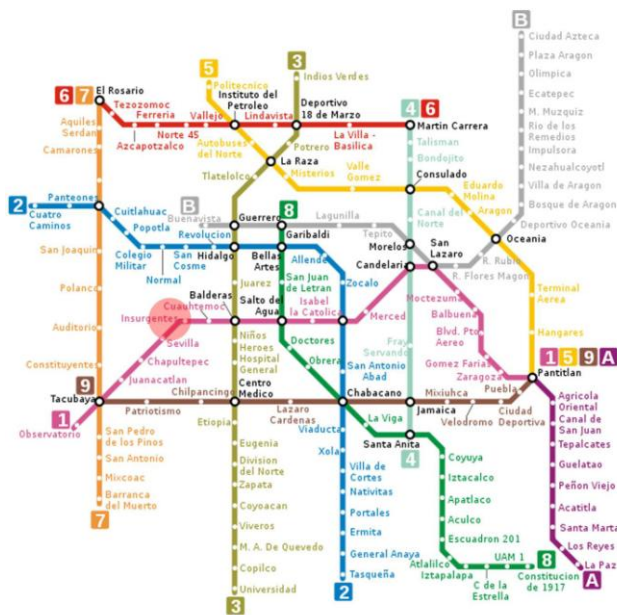 B
Ciudad Azteca
Plaza Aragon
Olimpica
Ecatepec
M. Muzquiz
Rio de los
Remedios
Impulsora
Nezahualcoyotl
Villa de Aragon
Bosque de Aragon
Deportivo Oceania
3
Indios Verdes
5
Politecnico
Instituto del
Petroleo
Deportivo
18 de Marzo
6 7
El Rosario
Tezozomoc
Ferreria
Vallejo
Lindavista
4 6
Martin Carrera
Azcapotzalco
Norte 45
Autobuses
del Norte
La Villa -
Basilica
Potrero
Talisman
Bondojito
Aquiles
Serdan
Camarones
La Raza
Tlatelolco
Misterios
Valle
Gomez
Consulado
Eduardo
Molina
Aragon
Oceania
2
Panteones
Cuatro
Caminos
Cuitlahuac
Popotla
Colegio
Militar
Normal
San
Cosme
B
Buenavista
Revolucion
Hidalgo
Guerrero
8
Garibaldi
Lagunilla
Tepito
Canal del
Norte
Morelos
San
Lazaro
R. Rubio
R. Flores Magon
Bellas
Artes
Allende
Candelaria
San Joaquin
Polanco
Auditorio
Constituyentes
Juarez
San Juan
de Letran
Zocalo
Balderas
Salto del
Agua
Isabel
la Catolica
Merced
Moctezuma
Balbuena
Blvd. Pto
Aereo
Gomez Farias
Zaragoza
Terminal
Aerea
Hangares
Cuauhtemoc
Insurgentes
Sevilla
Chapultepec
Juanacatlan
Niños
Heroes
Hospital
General
Doctores
Obrera
San Antonio
Abad
Fray
Servando
1 5 9 A
Pantitlan
9
Tacubaya
1
Observatorio
Patriotismo
Chilpancingo
Centro
Medico
Lazaro
Cardenas
Chabacano
Jamaica
Mixiuhca
Velodromo
Ciudad
Deportiva
Puebla
San Pedro
de los Pinos
San Antonio
Mixcoac
Barranca
del Muerto
7
Etiopia
Eugenia
Division
del Norte
Zapata
Coyoacan
Viveros
M. A. De Quevedo
Copilco
Universidad
3
Viaducta
Xola
Villa de
Cortes
Nativitas
Portales
Ermita
General Anaya
Tasqueña
2
La Viga
Santa Anita
4
Coyuya
Iztacalco
Apatlaco
Aculco
Escuadron 201
Atlalilco
Iztapalapa
C de la
Estrella
UAM 1
8
Constitucion
de 1917
Agricola
Oriental
Canal de
San Juan
Tepalcates
Guelatao
Peñon Viejo
Acatitla
Santa Marta
Los Reyes
La Paz
A